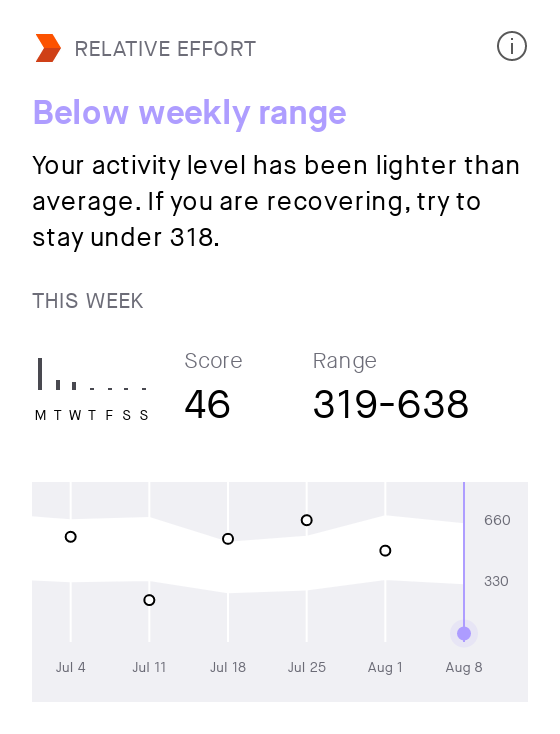 RELATIVE EFFORT
Below weekly range
Your activity level has been lighter than
average. If you are recovering, try to
stay under 318.
THIS WEEK
Score Range
46 319-638
M T W T F S S
660
330
Jul 4 Jul 11 Jul 18 Jul 25 Aug 1 Aug 8